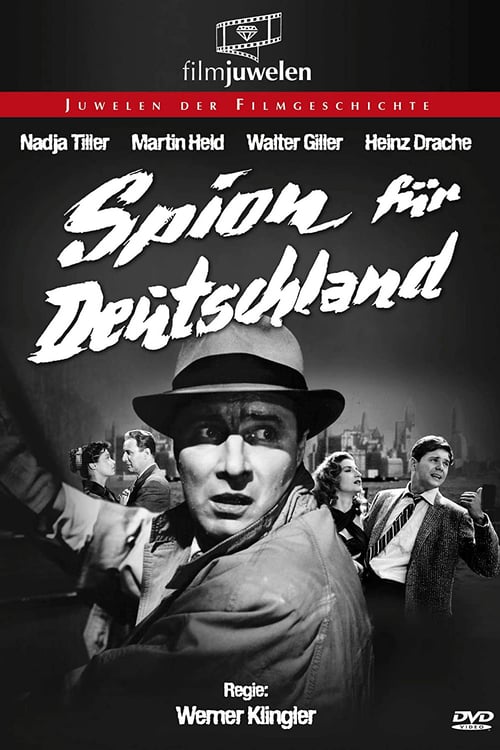 filmjuwelen
JUWELEN DER FILMGESCHICHTE
Nadja Tiller Martin Held Walter Giller Heinz Drache
Spion für
Deutschland
Regie:
Werner Klingler
DVD
VIDEO